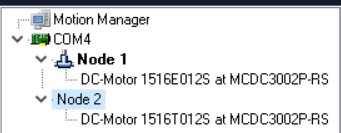 Motion Manager
COM4
Node 1
DC-Motor 1516E012S at MCDC3002P-RS
Node 2
DC-Motor 1516T012S at MCDC3002P-RS